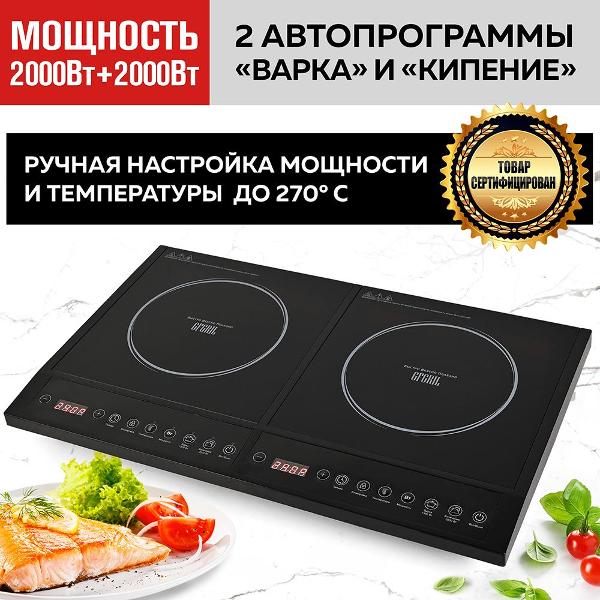 МОЩНОСТЬ
2000Вт+2000Вт
2 АВТОПРОГРАММЫ
«ВАРКА» И «КИПЕНИЕ»
РУЧНАЯ НАСТРОЙКА МОЩНОСТИ
И ТЕМПЕРАТУРЫ ДО 270° С
ТОВАР
СЕРТИФИЦИРОВАН